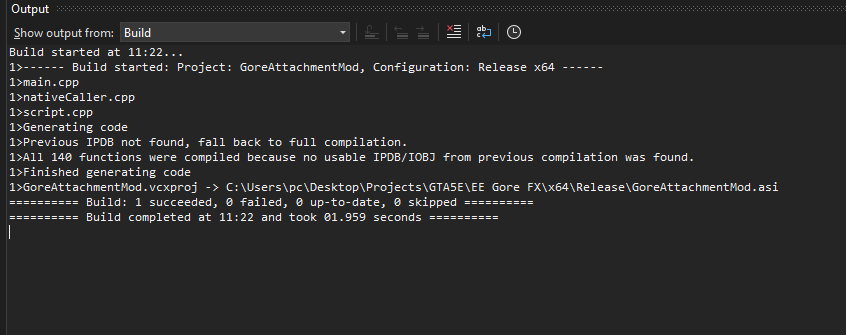 Output
Show output from: Build
Build started at 11:22...
1>------ Build started: Project: GoreAttachmentMod, Configuration: Release x64 ------
1>main.cpp
1>nativeCaller.cpp
1>script.cpp
1>Generating code
1>Previous IPDB not found, fall back to full compilation.
1>All 140 functions were compiled because no usable IPDB/IOBJ from previous compilation was found.
1>Finished generating code
1>GoreAttachmentMod.vcxproj -> C:\Users\pc\Desktop\Projects\GTA5E\EE Gore FX\x64\Release\GoreAttachmentMod.asi
========== Build: 1 succeeded, 0 failed, 0 up-to-date, 0 skipped ==========
========== Build completed at 11:22 and took 01.959 seconds ==========